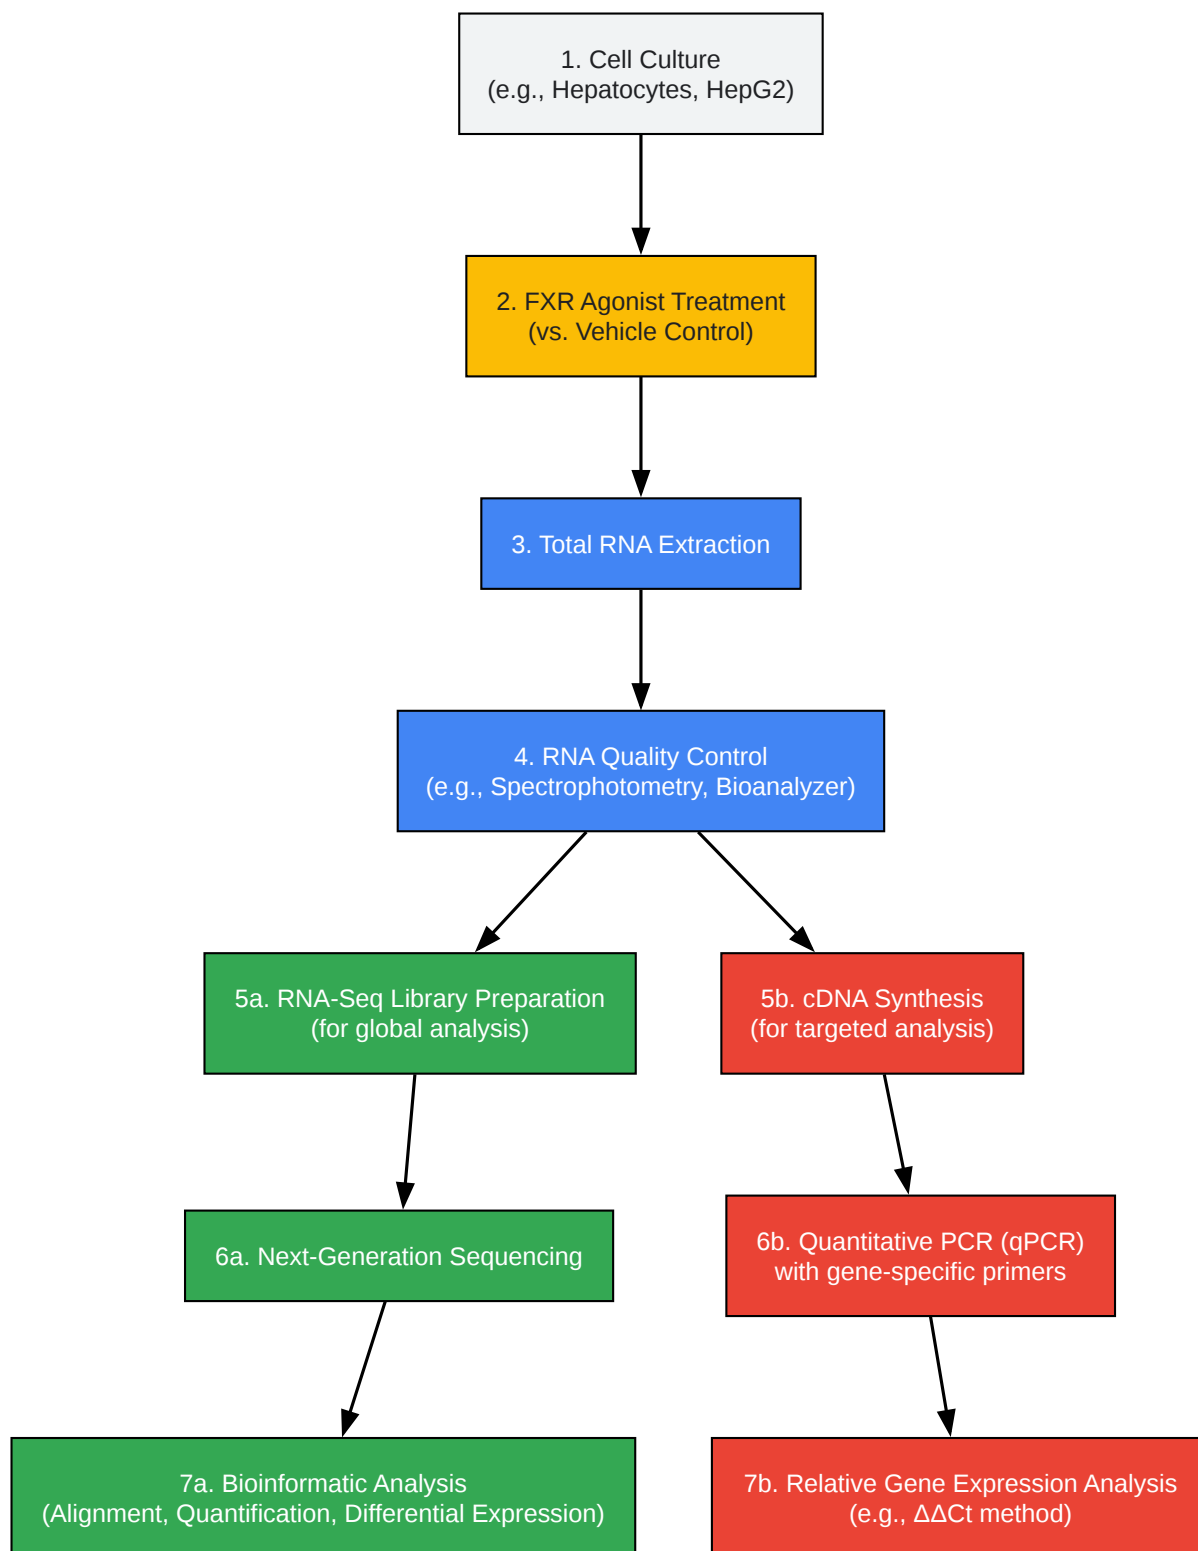 1. Cell Culture
(e.g., Hepatocytes, HepG2)
2. FXR Agonist Treatment
(vs. Vehicle Control)
3. Total RNA Extraction
4. RNA Quality Control
(e.g., Spectrophotometry, Bioanalyzer)
5a. RNA-Seq Library Preparation
(for global analysis)
5b. cDNA Synthesis
(for targeted analysis)
6a. Next-Generation Sequencing
6b. Quantitative PCR (qPCR)
with gene-specific primers
7a. Bioinformatic Analysis
(Alignment, Quantification, Differential Expression)
7b. Relative Gene Expression Analysis
(e.g., ΔΔCt method)